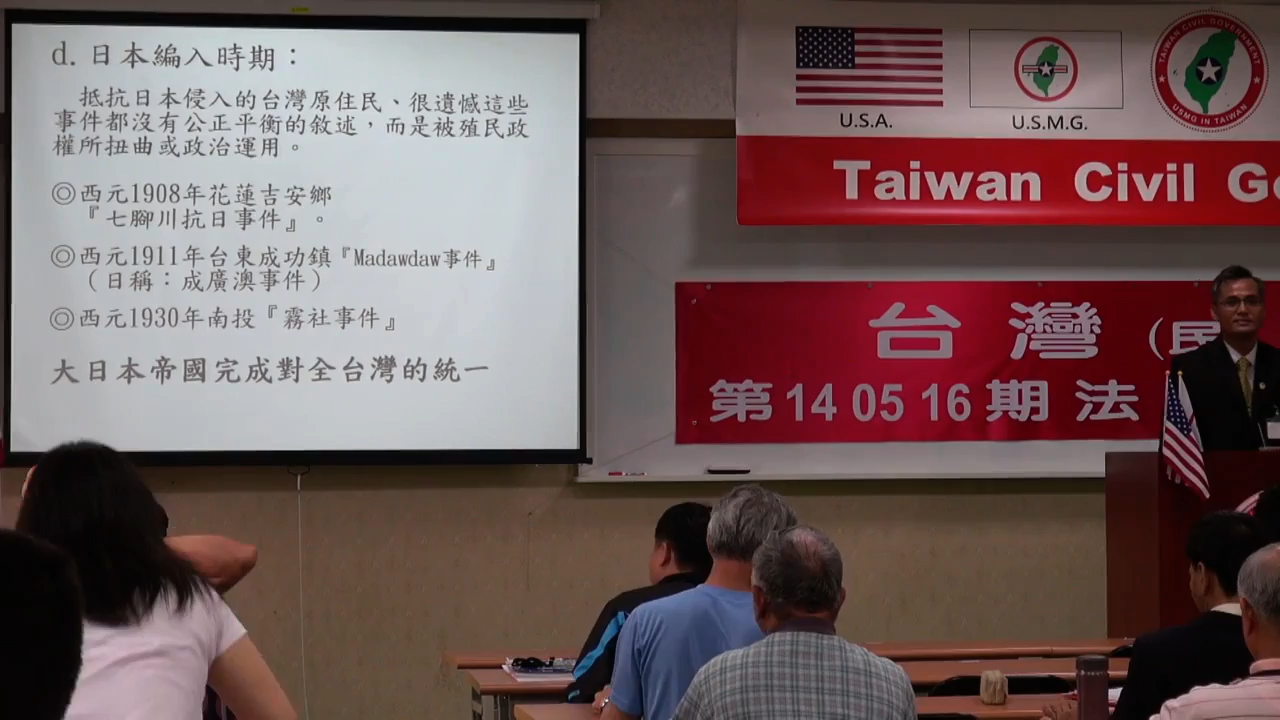 d. 日本編入時期：
抵抗日本侵入的台灣原住民、很遺憾這些
事件都沒有公正平衡的敘述，而是被殖民政
權所扭曲或政治運用。
◎西元1908年花蓮吉安鄉
『七腳川抗日事件』。
◎西元1911年台東成功鎮『Madawdaw事件』
（日稱：成廣澳事件）
◎西元1930年南投『霧社事件』
大日本帝國完成對全台灣的統一
U.S.A.
U.S.M.G.
TAIWAN CIVIL GOVERNMENT
USMG IN TAIWAN
Taiwan Civil Go
台灣（民
第14 05 16期法